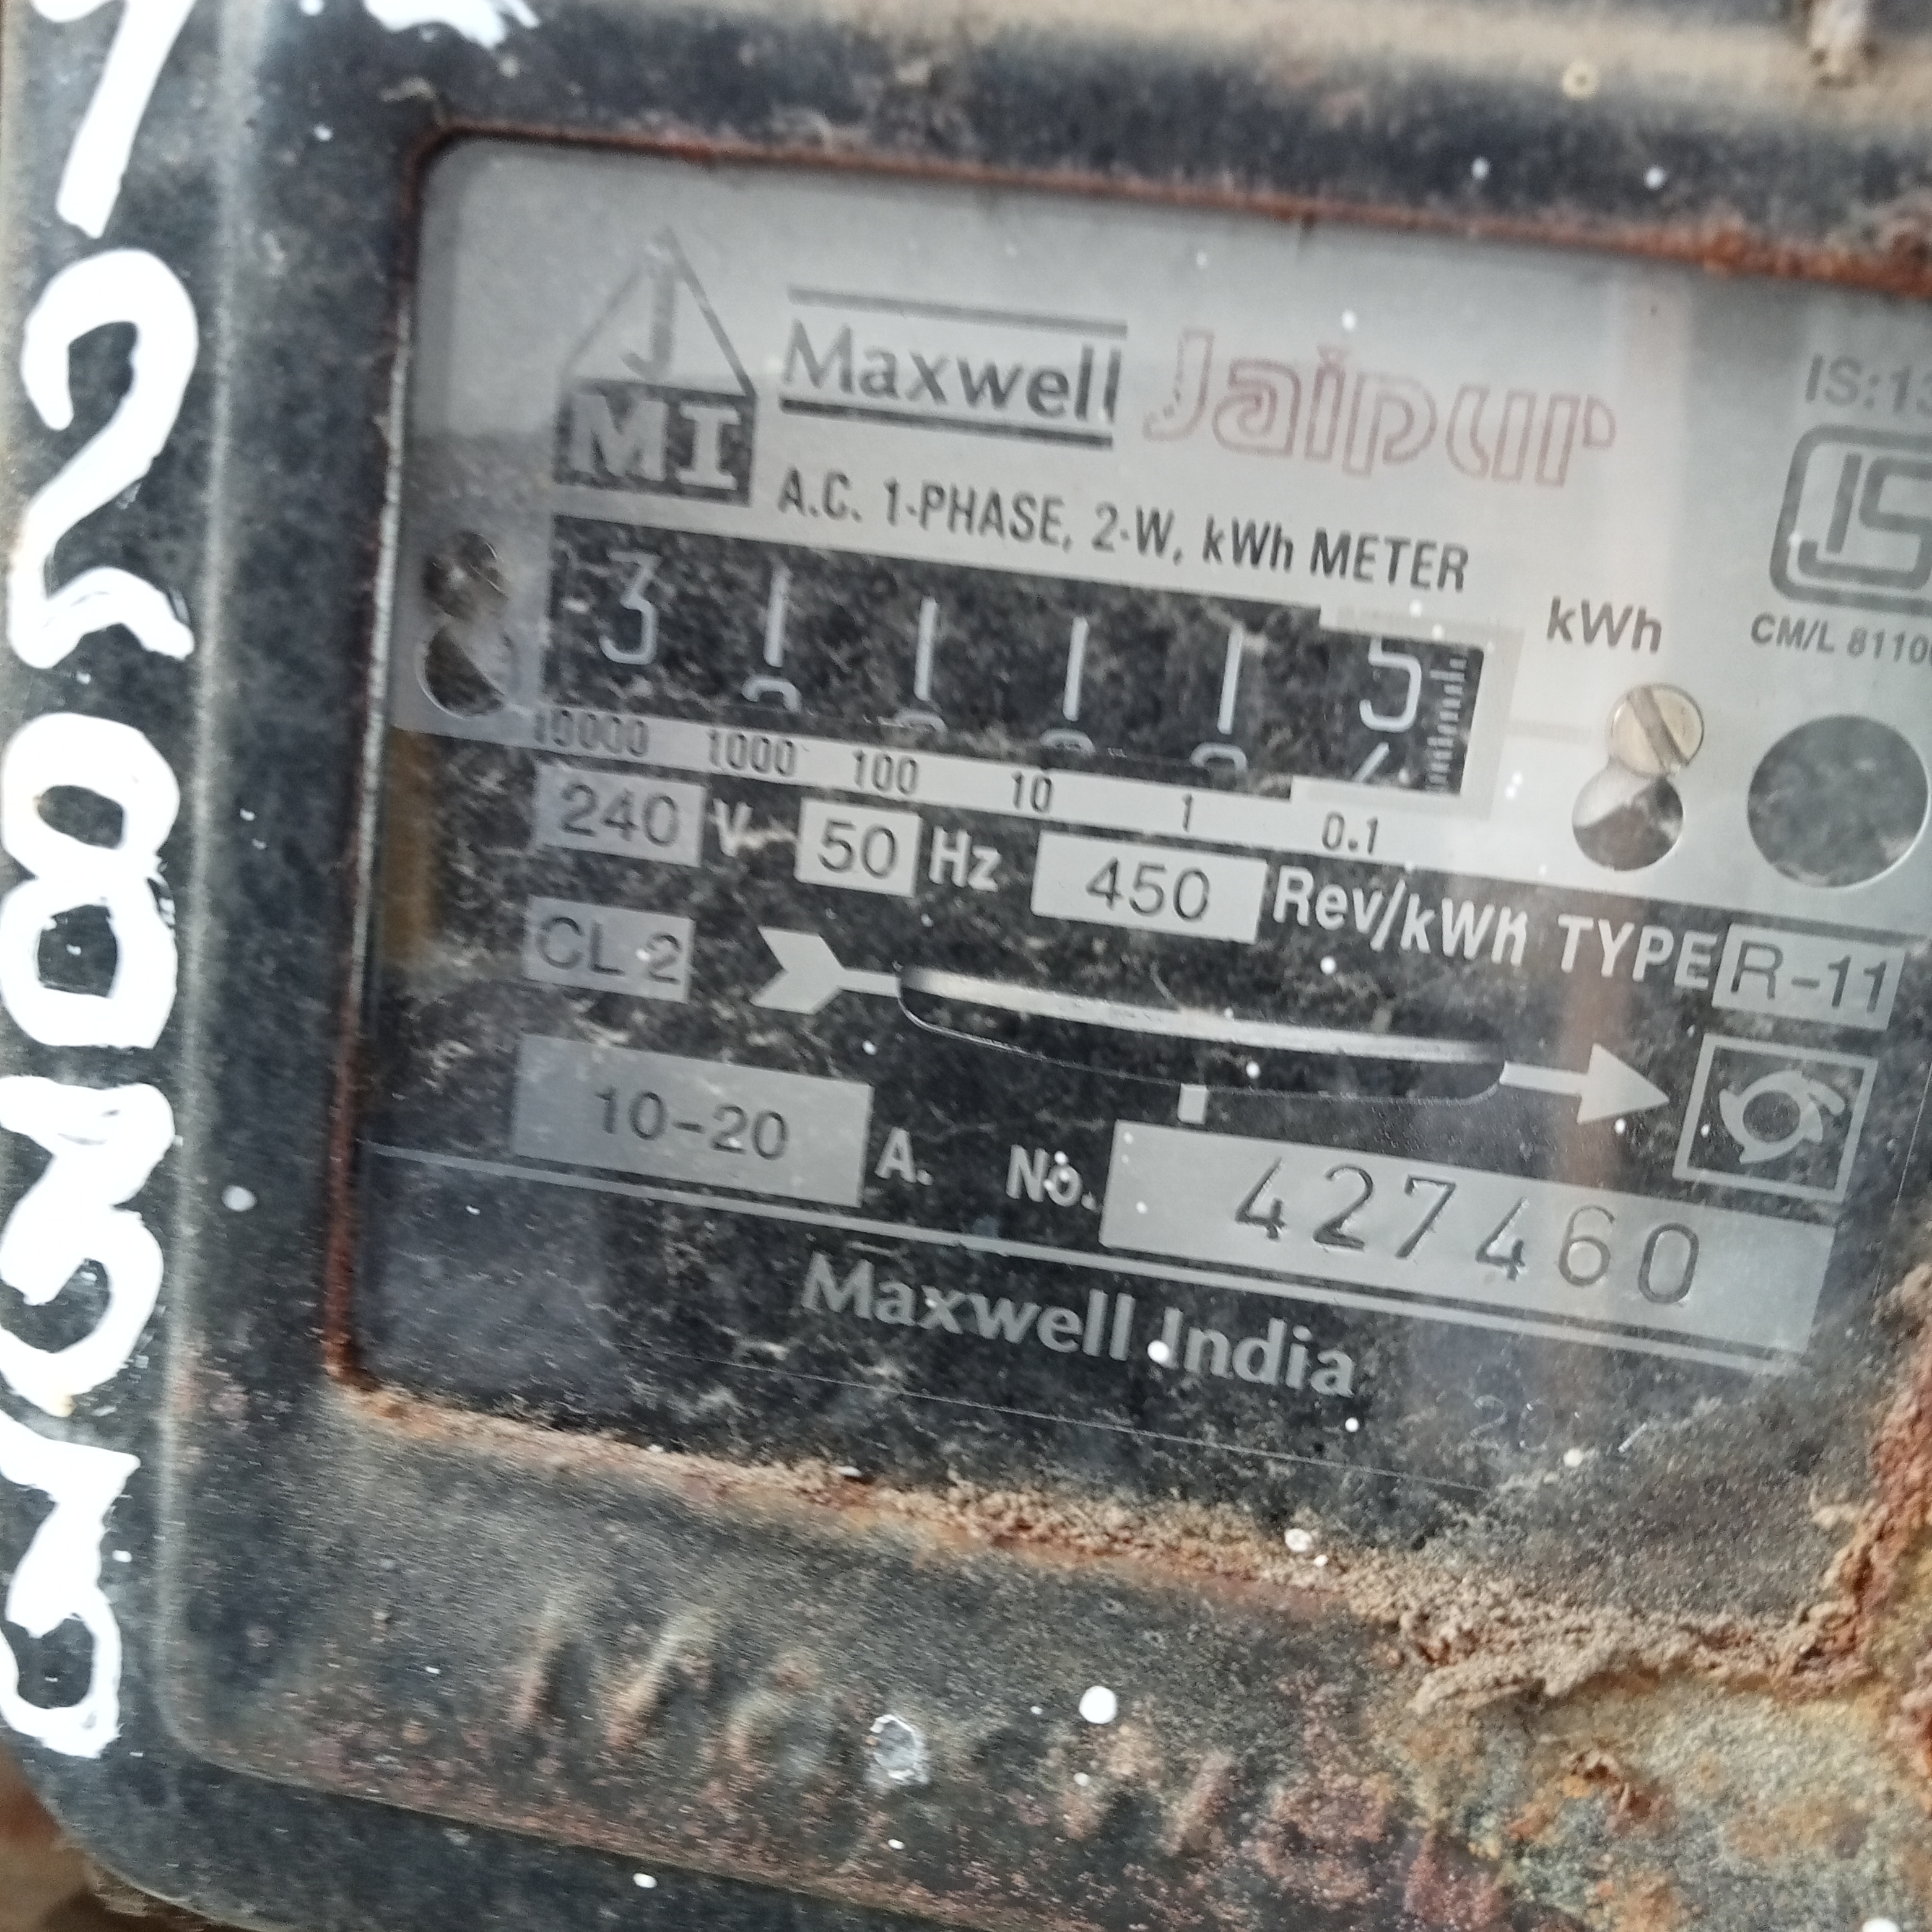 J
MI
Maxwell Jaipur
A.C. 1-PHASE, 2-W, kWh METER
IS:13
IS
CM/L 8110
kWh
3 1 1 1 1 5
10000 1000 100 10 1 0.1
240 V 50 Hz 450 Rev/kWh TYPE R-11
CL 2
10-20 A. No. 427460
Maxwell India